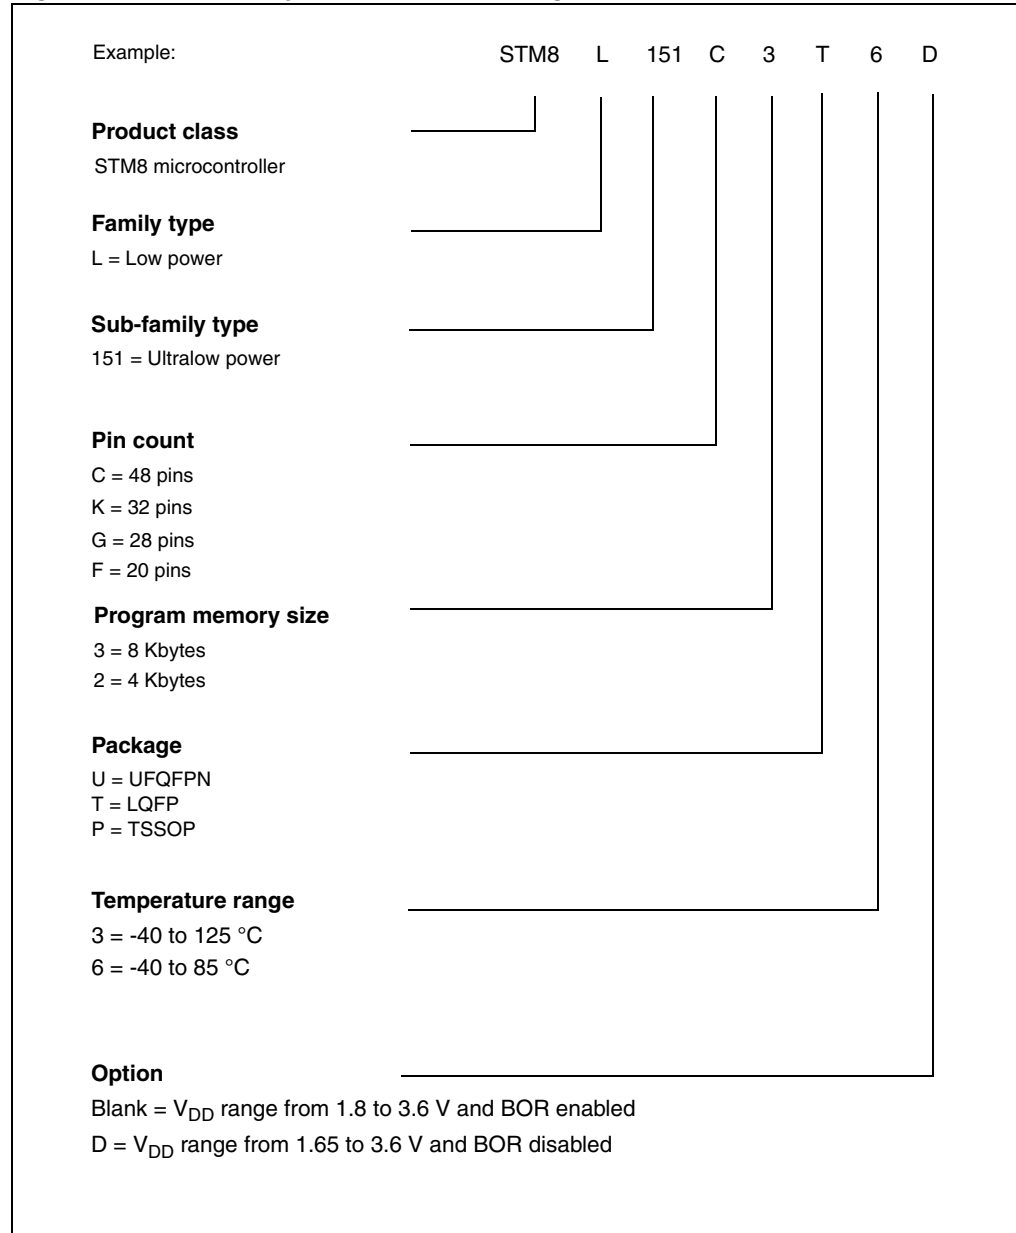 Example: STM8 L 151 C 3 T 6 D
Product class
STM8 microcontroller
Family type
L = Low power
Sub-family type
151 = Ultralow power
Pin count
C = 48 pins
K = 32 pins
G = 28 pins
F = 20 pins
Program memory size
3 = 8 Kbytes
2 = 4 Kbytes
Package
U = UFQFPN
T = LQFP
P = TSSOP
Temperature range
3 = -40 to 125 °C
6 = -40 to 85 °C
Option
Blank = VDD range from 1.8 to 3.6 V and BOR enabled
D = VDD range from 1.65 to 3.6 V and BOR disabled